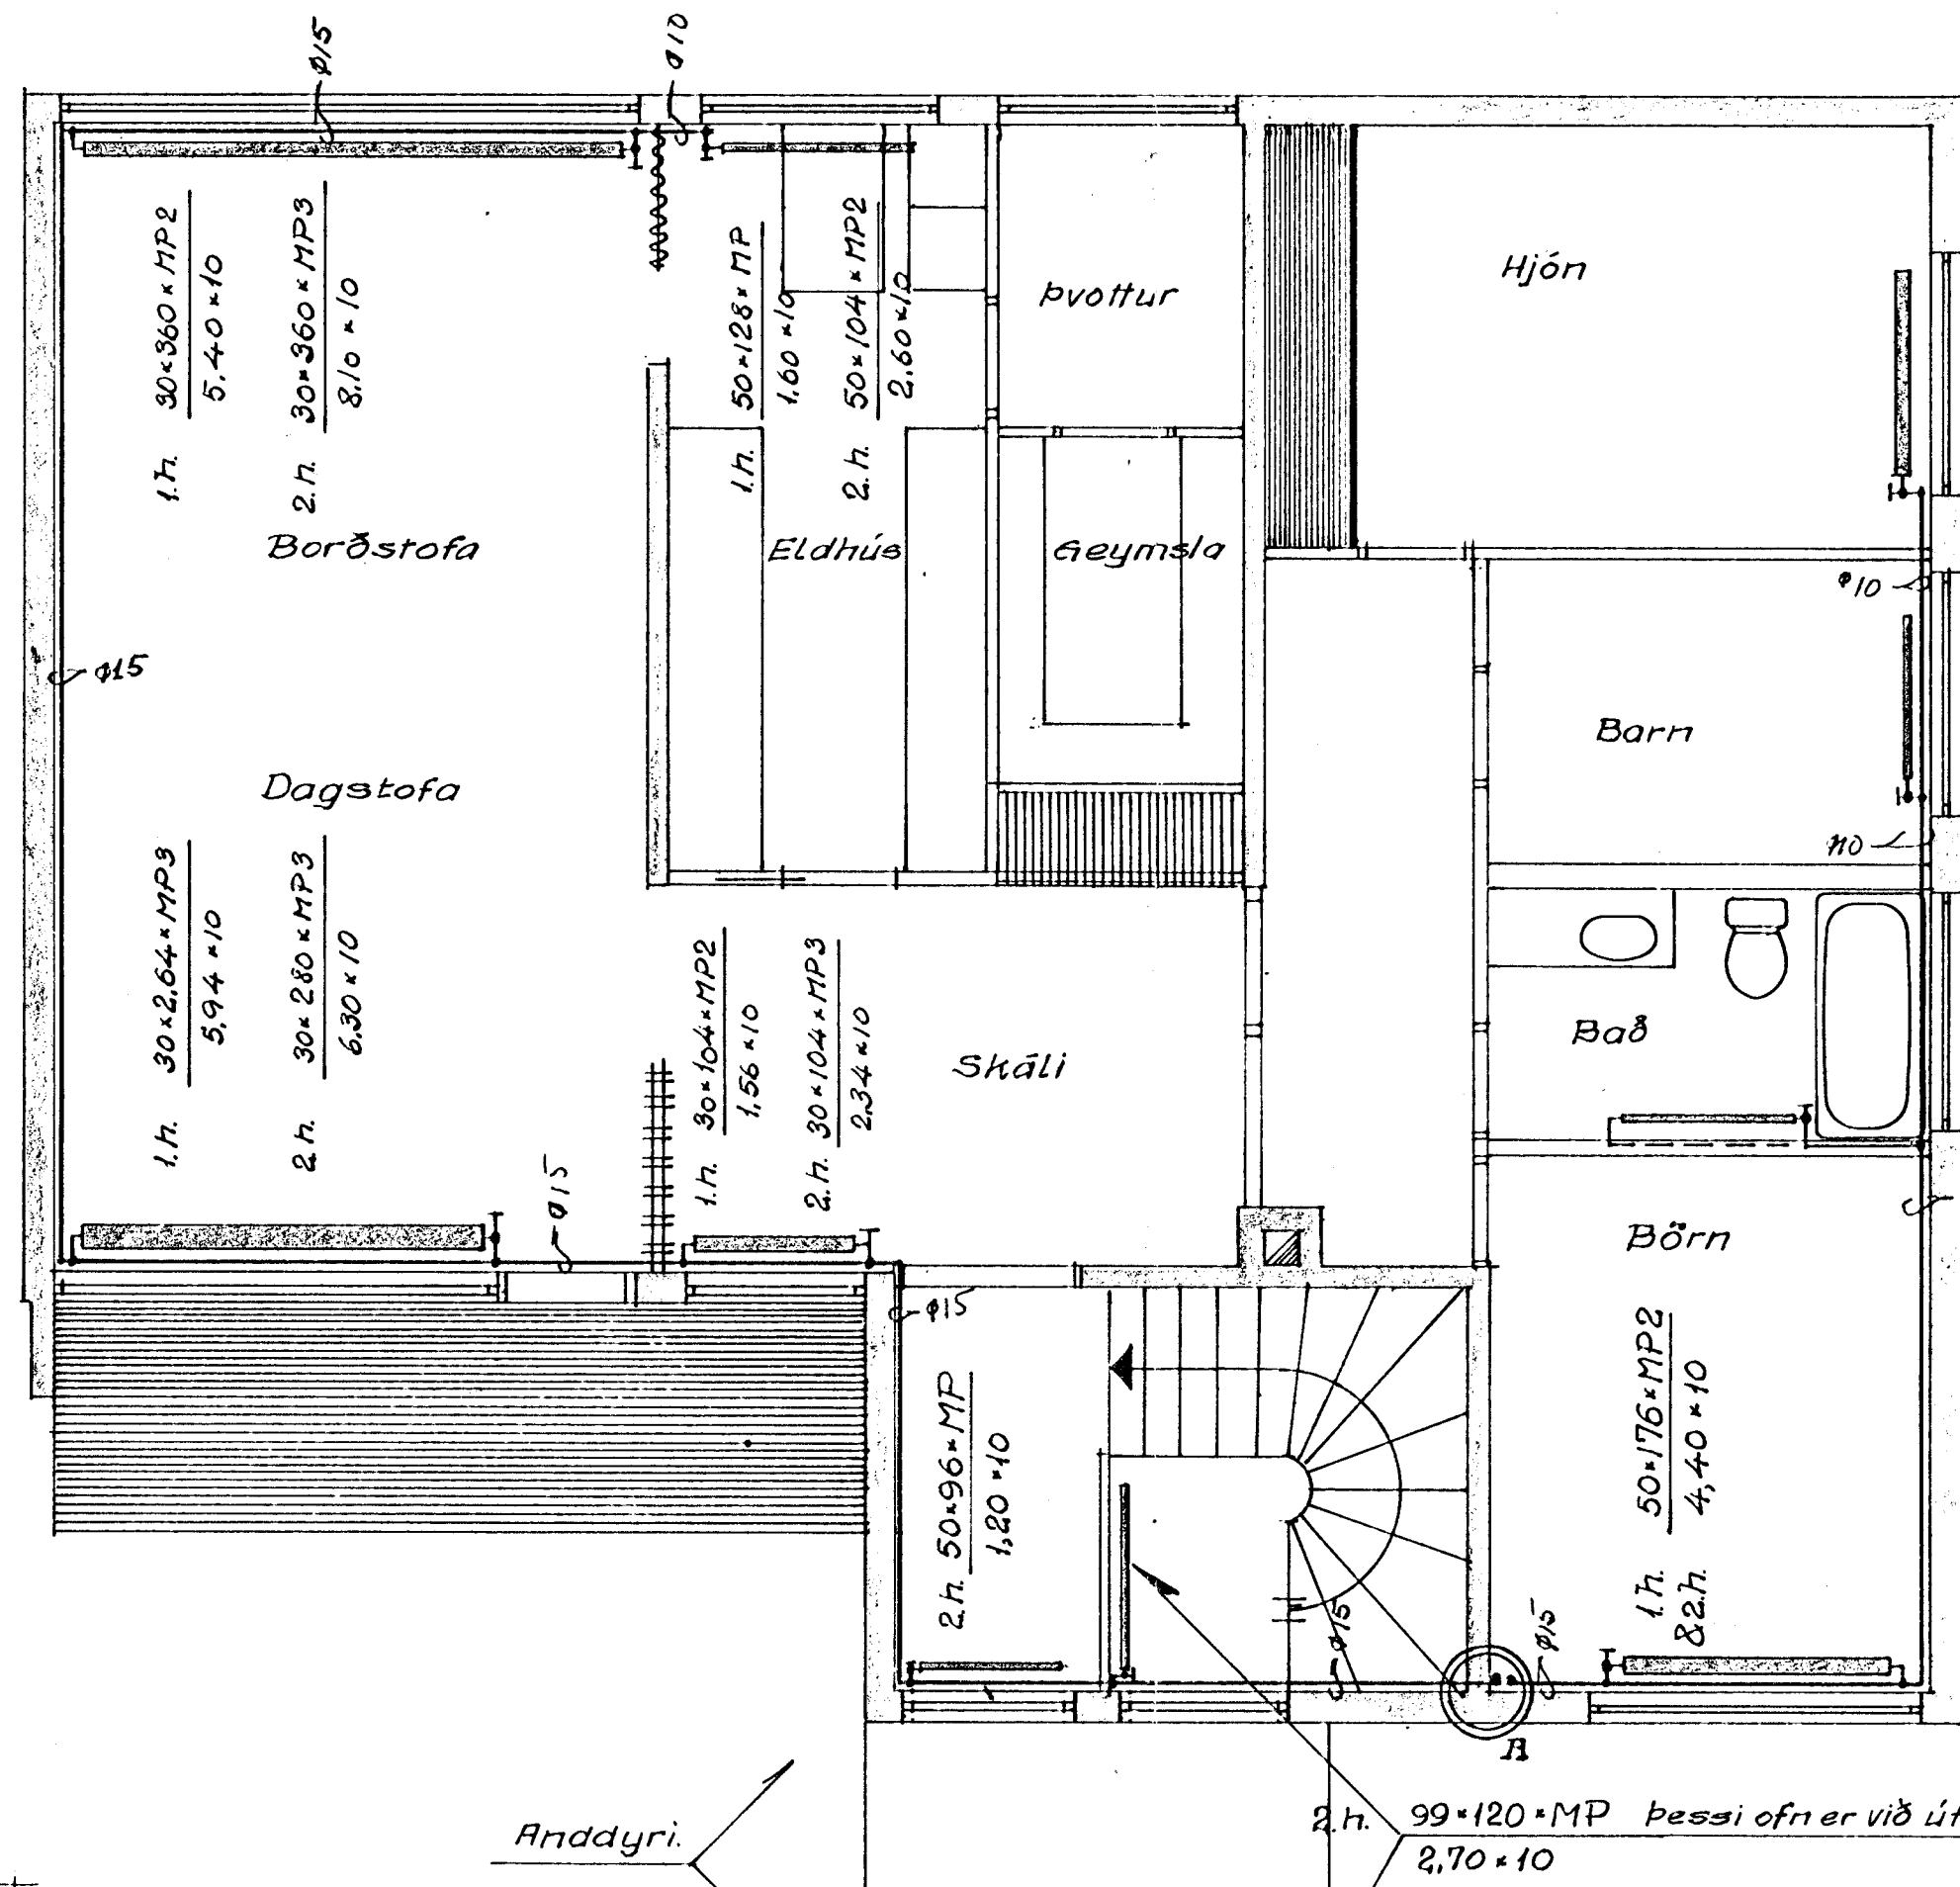 ø15
ø10
1.h. 30×360×MP2
5,40×10
2.h. 30×360×MP3
8,10×10
1.h. 50×128×MP
1,60×10
2.h. 50×104×MP2
2,60×10
Þvottur
Hjón
Borðstofa
Eldhús
Geymsla
ø10
ø15
Barn
Dagstofa
1.h. 30×2,64×MP3
5,94×10
2.h. 30×280×MP3
6,30×10
1.h. 30×104×MP2
1,56×10
2.h. 30×104×MP3
2,34×10
Skáli
Bað
ø15
Börn
ø15
2.h. 50×96×MP
1,20×10
1.h. 50×176×MP2
&2.h. 4,40×10
ø15
ø15
Anddyri.
2.h. 99×120×MP Þessi ofn er við út
2,70×10